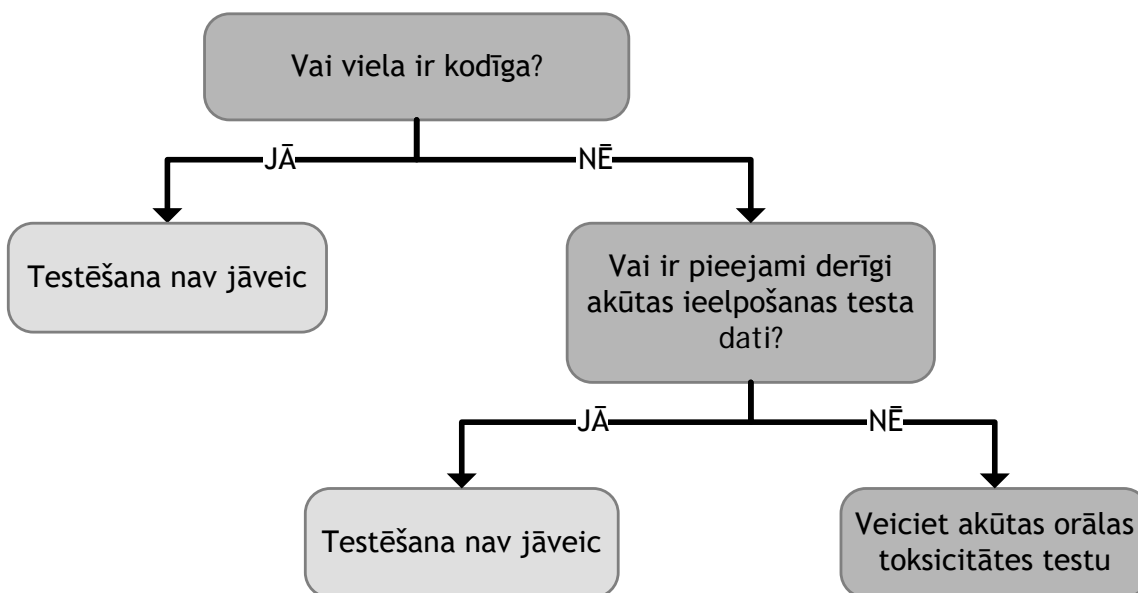 Vai viela ir kodīga?
JĀ
NĒ
Testēšana nav jāveic
Vai ir pieejami derīgi
akūtas ieelpošanas testa
dati?
JĀ
NĒ
Testēšana nav jāveic
Veiciet akūtas orālas
toksicitātes testu